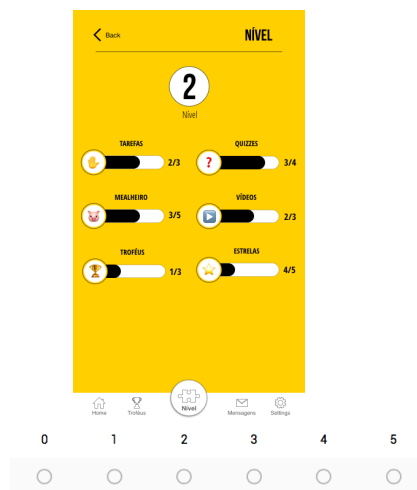 Back NÍVEL
2
Nível
TAREFAS QUIZZES
? 2/3 3/4
MEALHEIRO VÍDEOS
3/5 2/3
TROFÉUS ESTRELAS
1/3 4/5
Home Troféus Nível Mensagens Settings
0 1 2 3 4 5